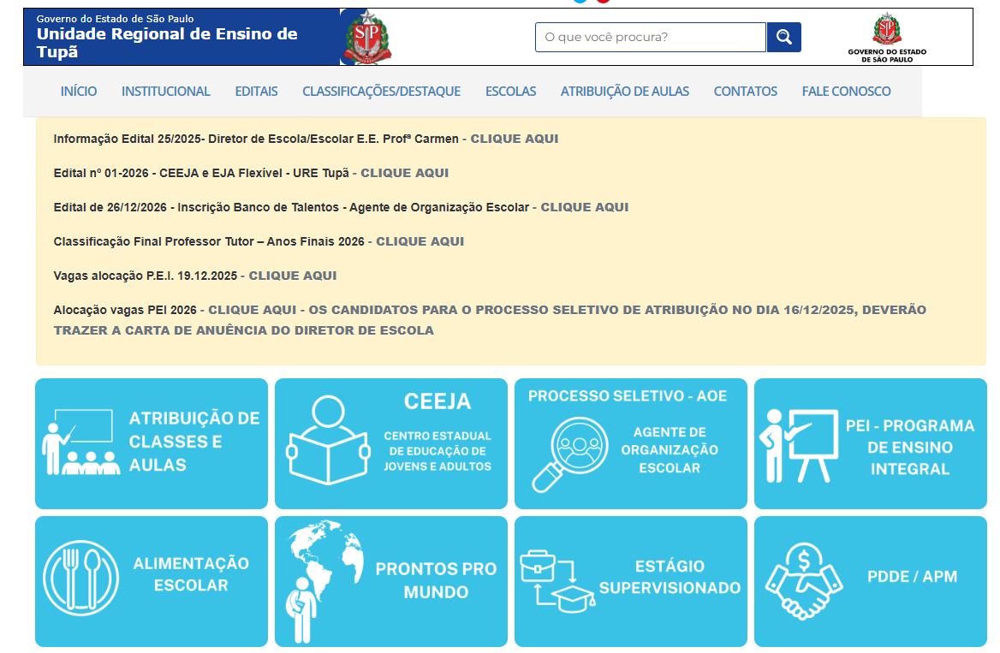 Governo do Estado de São Paulo
Unidade Regional de Ensino de
Tupã
SP
O que você procura?
GOVERNO DO ESTADO
DE SÃO PAULO
INÍCIO INSTITUCIONAL EDITAIS CLASSIFICAÇÕES/DESTAQUE ESCOLAS ATRIBUIÇÃO DE AULAS CONTATOS FALE CONOSCO
Informação Edital 25/2025- Diretor de Escola/Escolar E.E. Profª Carmen - CLIQUE AQUI
Edital nº 01-2026 - CEEJA e EJA Flexível - URE Tupã - CLIQUE AQUI
Edital de 26/12/2026 - Inscrição Banco de Talentos - Agente de Organização Escolar - CLIQUE AQUI
Classificação Final Professor Tutor – Anos Finais 2026 - CLIQUE AQUI
Vagas alocação P.E.I. 19.12.2025 - CLIQUE AQUI
Alocação vagas PEI 2026 - CLIQUE AQUI - OS CANDIDATOS PARA O PROCESSO SELETIVO DE ATRIBUIÇÃO NO DIA 16/12/2025, DEVERÃO
TRAZER A CARTA DE ANUÊNCIA DO DIRETOR DE ESCOLA
ATRIBUIÇÃO DE
CLASSES E
AULAS
CEEJA
CENTRO ESTADUAL
DE EDUCAÇÃO DE
JOVENS E ADULTOS
PROCESSO SELETIVO - AOE
AGENTE DE
ORGANIZAÇÃO
ESCOLAR
PEI - PROGRAMA
DE ENSINO
INTEGRAL
ALIMENTAÇÃO
ESCOLAR
PRONTOS PRO
MUNDO
ESTÁGIO
SUPERVISIONADO
$
PDDE / APM